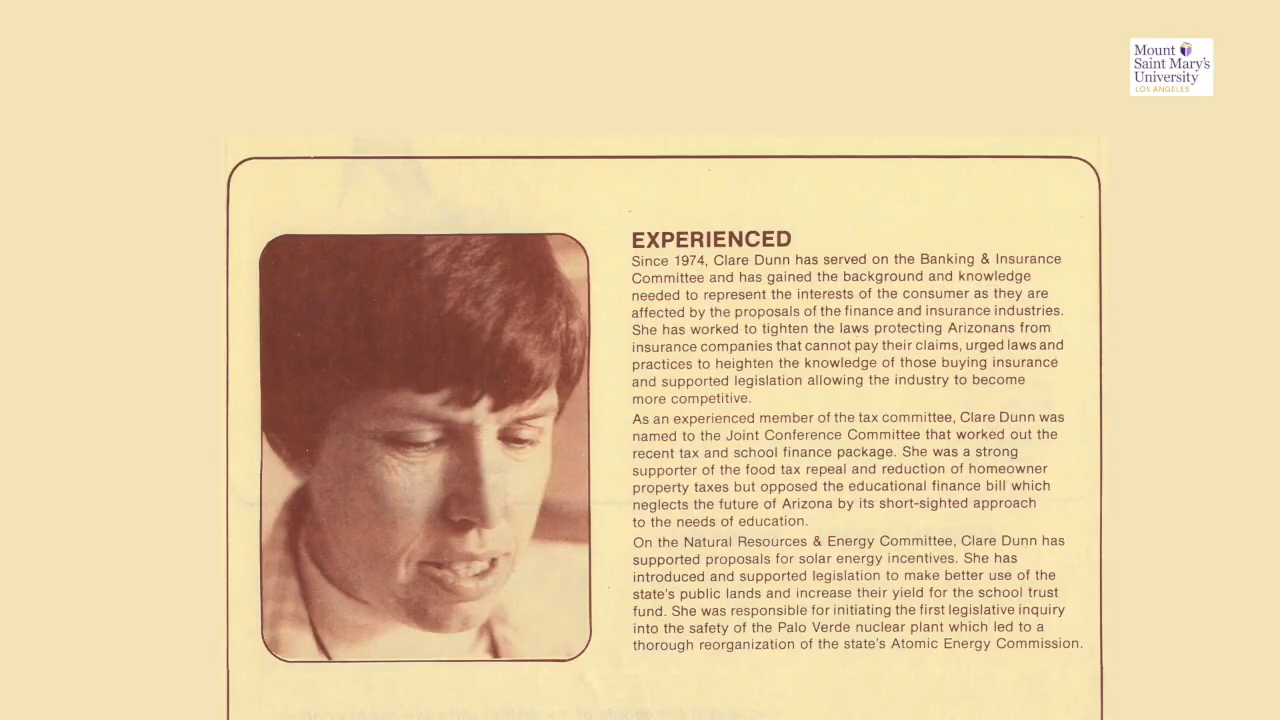 Mount
Saint Mary's
University
LOS ANGELES
EXPERIENCED
Since 1974, Clare Dunn has served on the Banking & Insurance
Committee and has gained the background and knowledge
needed to represent the interests of the consumer as they are
affected by the proposals of the finance and insurance industries.
She has worked to tighten the laws protecting Arizonans from
insurance companies that cannot pay their claims, urged laws and
practices to heighten the knowledge of those buying insurance
and supported legislation allowing the industry to become
more competitive.
As an experienced member of the tax committee, Clare Dunn was
named to the Joint Conference Committee that worked out the
recent tax and school finance package. She was a strong
supporter of the food tax repeal and reduction of homeowner
property taxes but opposed the educational finance bill which
neglects the future of Arizona by its short-sighted approach
to the needs of education.
On the Natural Resources & Energy Committee, Clare Dunn has
supported proposals for solar energy incentives. She has
introduced and supported legislation to make better use of the
state's public lands and increase their yield for the school trust
fund. She was responsible for initiating the first legislative inquiry
into the safety of the Palo Verde nuclear plant which led to a
thorough reorganization of the state's Atomic Energy Commission.